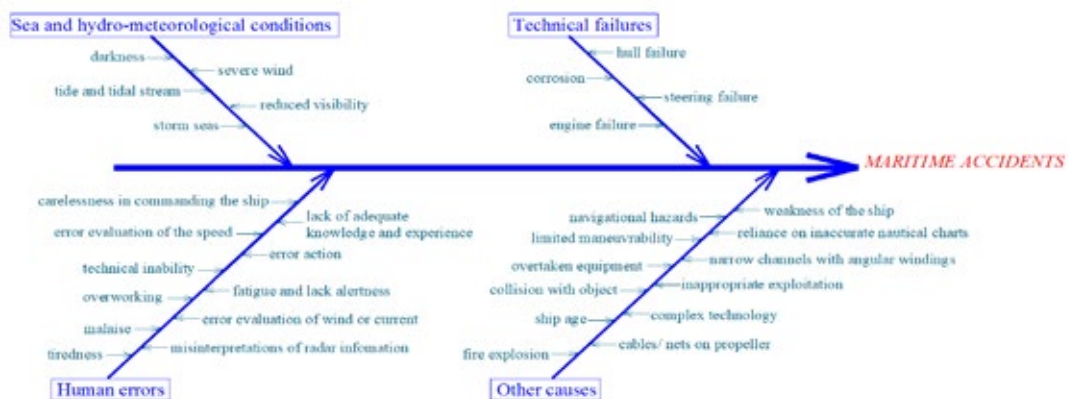 Sea and hydro-meteorological conditions
darkness
severe wind
tide and tidal stream
reduced visibility
storm seas
Technical failures
hull failure
corrosion
steering failure
engine failure
MARITIME ACCIDENTS
carelessness in commanding the ship
lack of adequate
knowledge and experience
error evaluation of the speed
error action
technical inability
fatigue and lack alertness
overworking
error evaluation of wind or current
malaise
misinterpretations of radar infomation
tiredness
Human errors
weakness of the ship
navigational hazards
reliance on inaccurate nautical charts
limited maneuvrability
narrow channels with angular windings
overtaken equipment
inappropriate exploitation
collision with object
complex technology
ship age
cables/ nets on propeller
fire explosion
Other causes